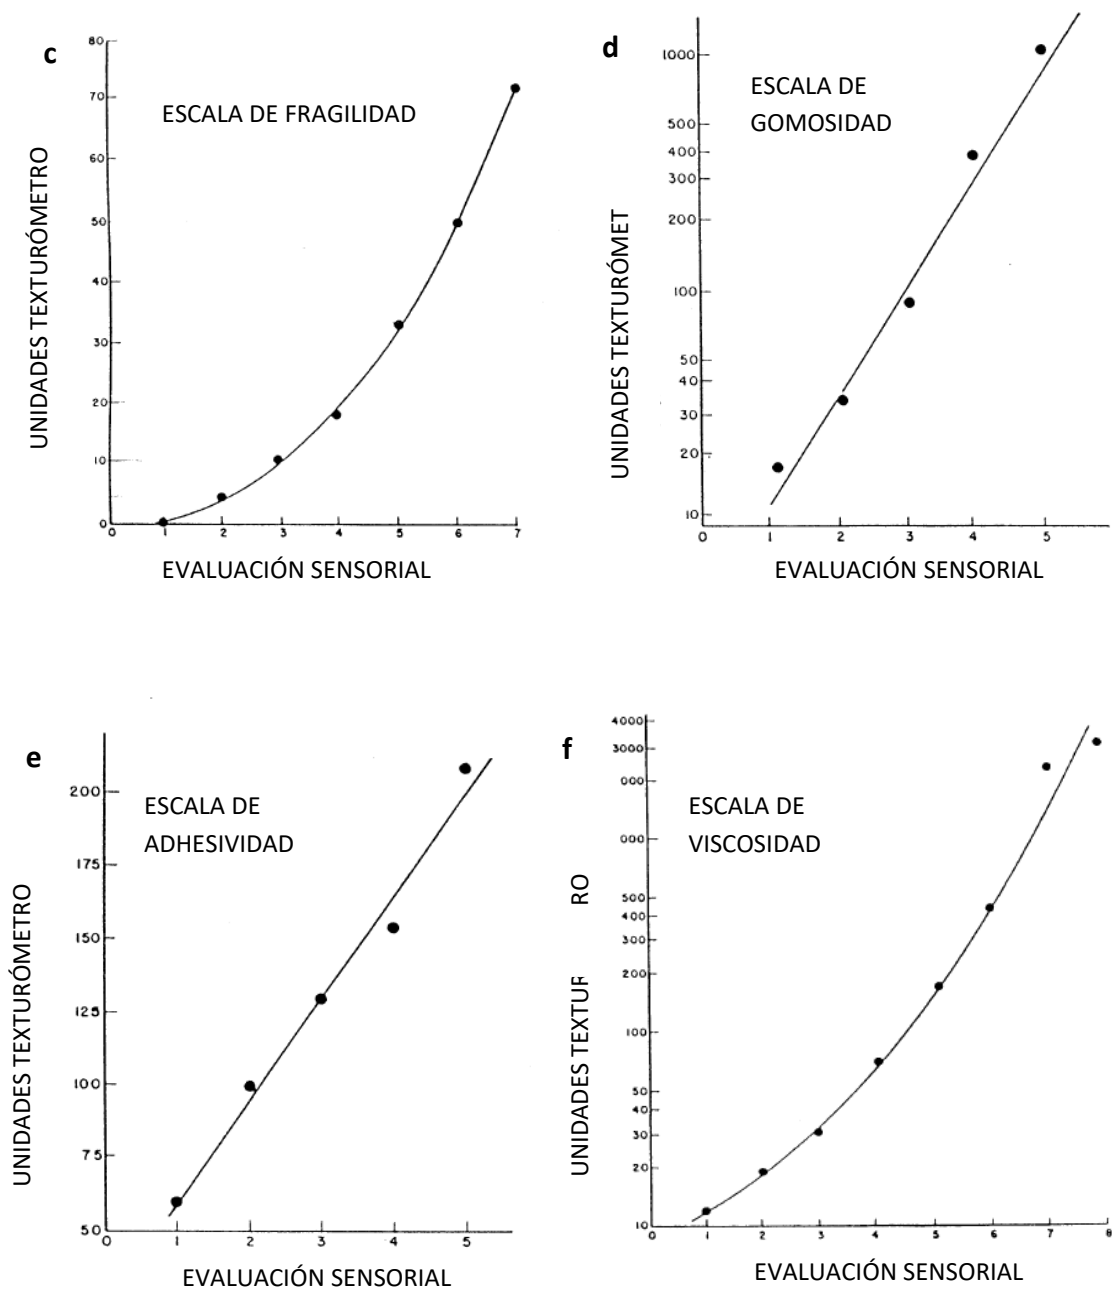 c
80
70
60
50
40
30
20
10
0
ESCALA DE FRAGILIDAD
UNIDADES TEXTURÓMETRO
0 1 2 3 4 5 6 7
EVALUACIÓN SENSORIAL
d
1000
500
400
300
200
100
50
40
30
20
10
ESCALA DE
GOMOSIDAD
UNIDADES TEXTURÓMET
0 1 2 3 4 5
EVALUACIÓN SENSORIAL
e
200
175
150
125
100
75
50
ESCALA DE
ADHESIVIDAD
UNIDADES TEXTURÓMETRO
0 1 2 3 4 5
EVALUACIÓN SENSORIAL
f
4000
3000
000
000
500
400
300
200
100
50
40
30
20
10
ESCALA DE
VISCOSIDAD
UNIDADES TEXTUR RO
0 1 2 3 4 5 6 7 8
EVALUACIÓN SENSORIAL